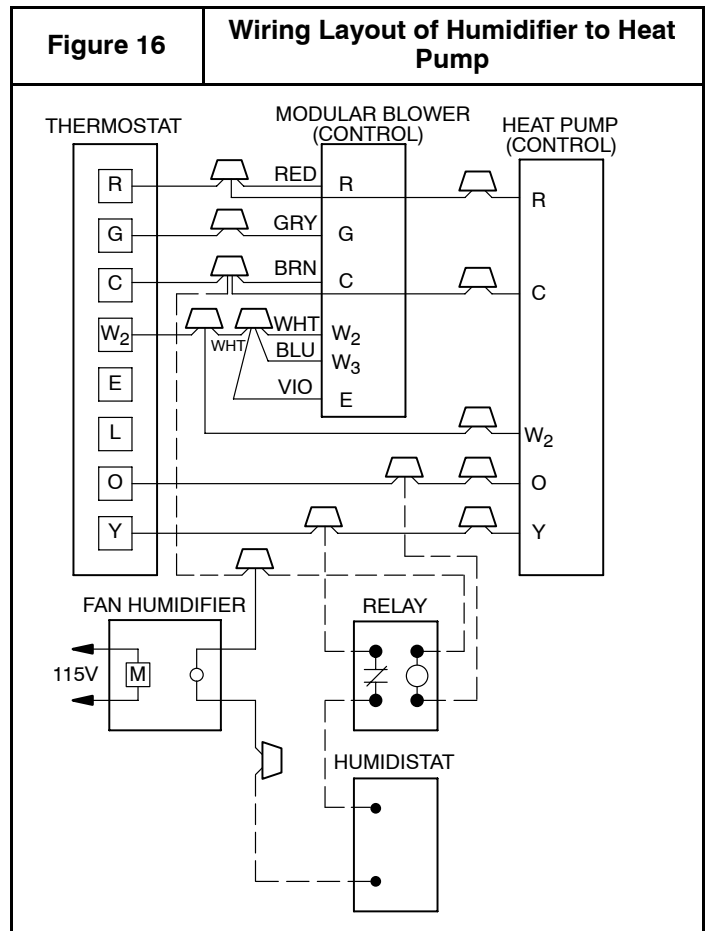 Figure 16
Wiring Layout of Humidifier to Heat
Pump
THERMOSTAT
MODULAR BLOWER
(CONTROL)
HEAT PUMP
(CONTROL)
R
RED
R
R
G
GRY
G
C
BRN
C
C
W2
WHT
WHT
W2
BLU
W3
E
VIO
E
L
W2
O
O
Y
Y
FAN HUMIDIFIER
RELAY
115V
M
HUMIDISTAT